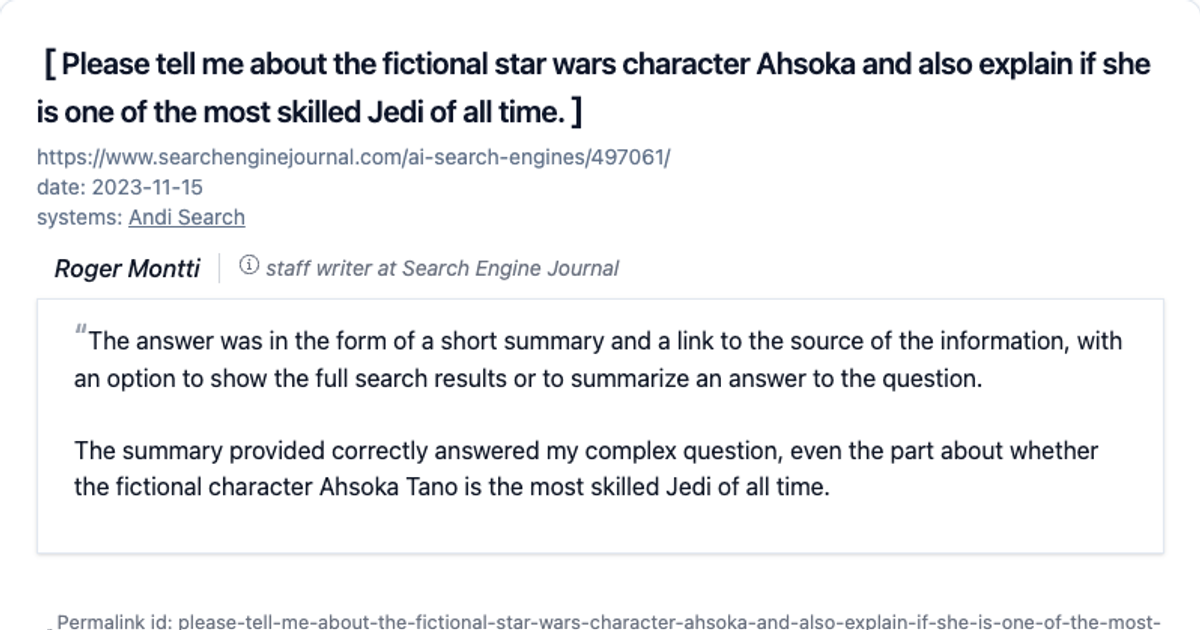 [ Please tell me about the fictional star wars character Ahsoka and also explain if she
is one of the most skilled Jedi of all time. ]
https://www.searchenginejournal.com/ai-search-engines/497061/
date: 2023-11-15
systems: Andi Search
Roger Montti | ⓘ staff writer at Search Engine Journal
“The answer was in the form of a short summary and a link to the source of the information, with
an option to show the full search results or to summarize an answer to the question.
The summary provided correctly answered my complex question, even the part about whether
the fictional character Ahsoka Tano is the most skilled Jedi of all time.
Permalink id: please-tell-me-about-the-fictional-star-wars-character-ahsoka-and-also-explain-if-she-is-one-of-the-most-